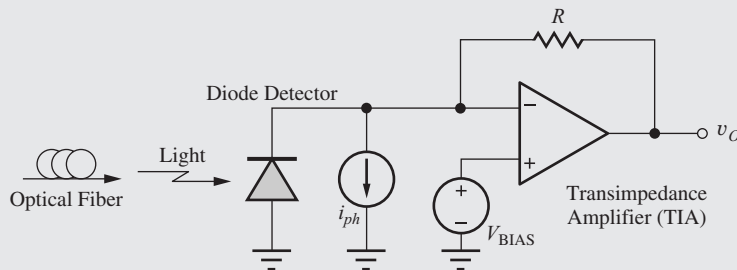 R
Diode Detector
Light
Optical Fiber
i_ph
V_BIAS
v_O
Transimpedance
Amplifier (TIA)